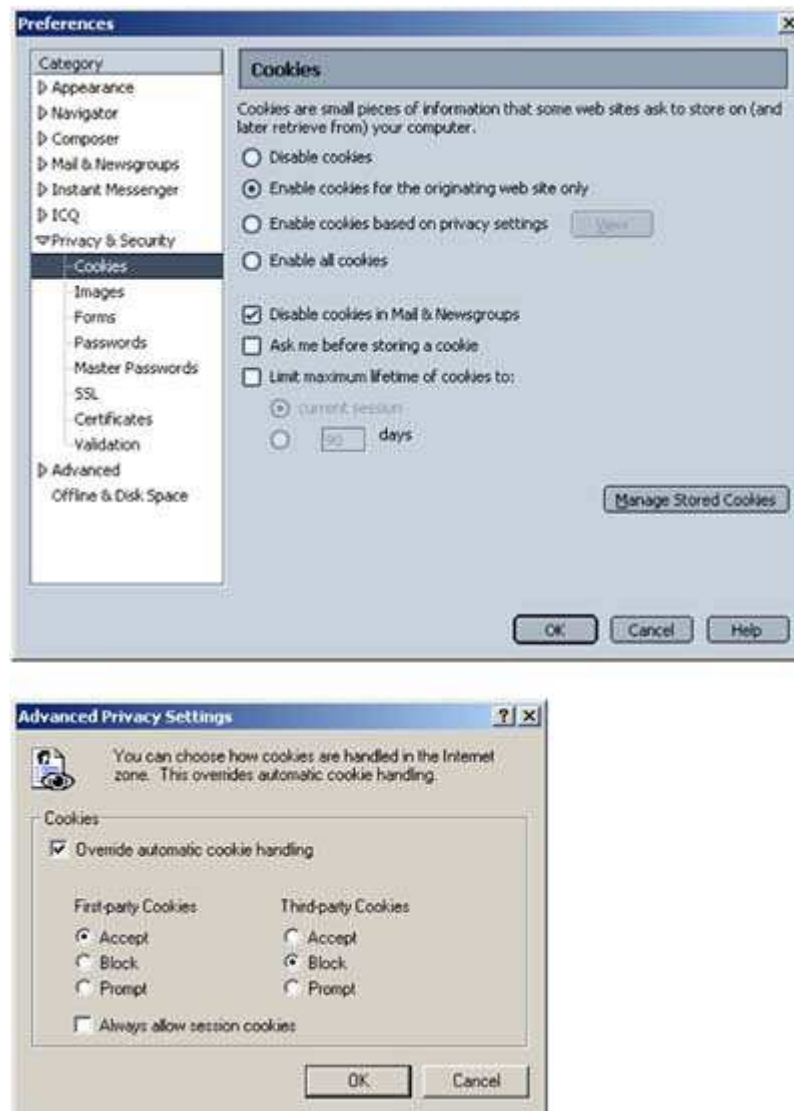 Preferences
Category
Appearance
Navigator
Composer
Mail & Newsgroups
Instant Messenger
ICQ
Privacy & Security
Cookies
Images
Forms
Passwords
Master Passwords
SSL
Certificates
Validation
Advanced
Offline & Disk Space
Cookies
Cookies are small pieces of information that some web sites ask to store on (and
later retrieve from) your computer.
Disable cookies
Enable cookies for the originating web site only
Enable cookies based on privacy settings View
Enable all cookies
Disable cookies in Mail & Newsgroups
Ask me before storing a cookie
Limit maximum lifetime of cookies to:
current session
90 days
Manage Stored Cookies
OK Cancel Help
Advanced Privacy Settings
You can choose how cookies are handled in the Internet
zone. This overrides automatic cookie handling.
Cookies
Override automatic cookie handling
First-party Cookies Third-party Cookies
Accept Accept
Block Block
Prompt Prompt
Always allow session cookies
OK Cancel